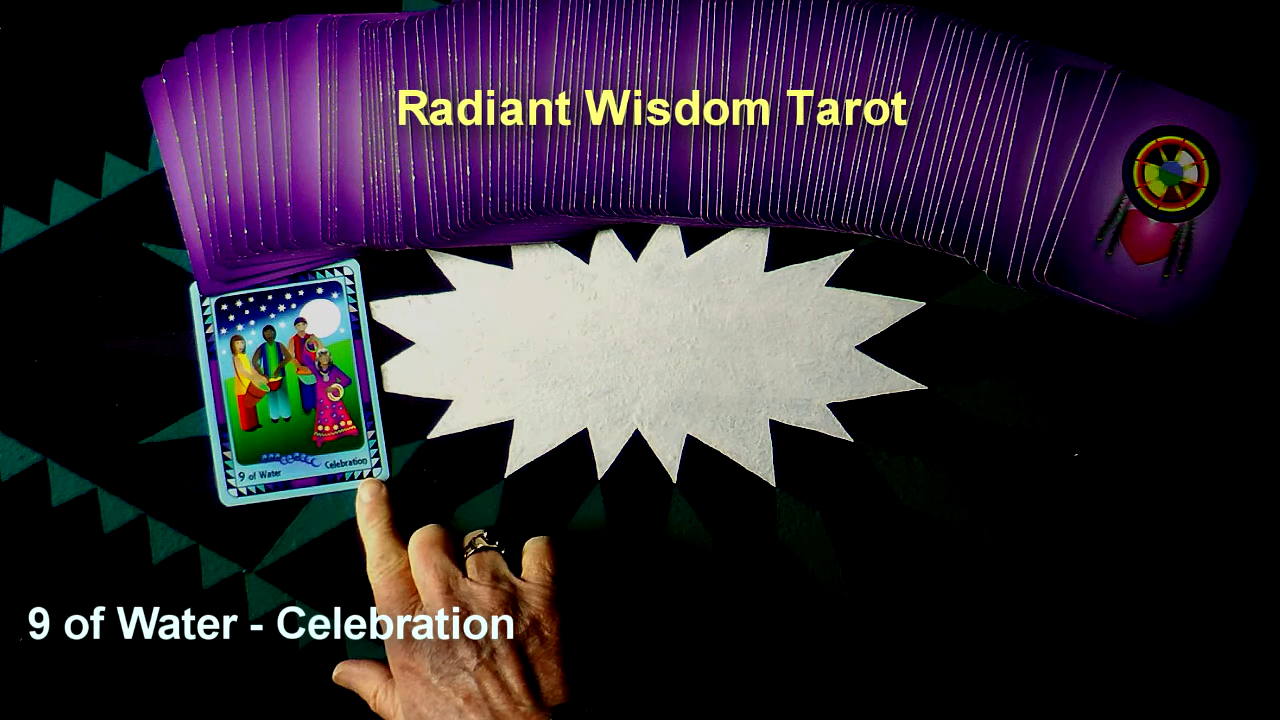 Radiant Wisdom Tarot
9 of Water
Celebration
9 of Water - Celebration